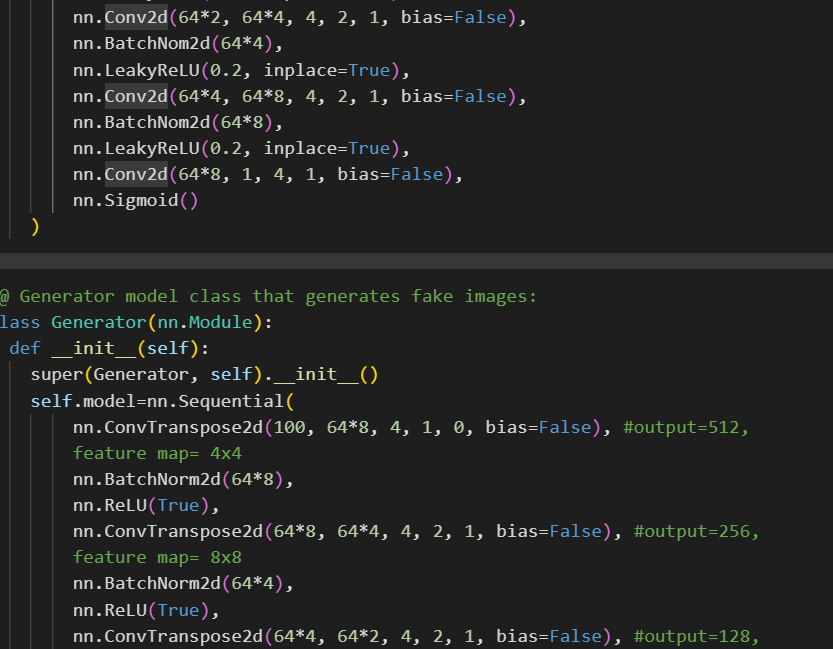 nn.Conv2d(64*2, 64*4, 4, 2, 1, bias=False),
nn.BatchNom2d(64*4),
nn.LeakyReLU(0.2, inplace=True),
nn.Conv2d(64*4, 64*8, 4, 2, 1, bias=False),
nn.BatchNom2d(64*8),
nn.LeakyReLU(0.2, inplace=True),
nn.Conv2d(64*8, 1, 4, 1, bias=False),
nn.Sigmoid()
)
@ Generator model class that generates fake images:
lass Generator(nn.Module):
def __init__(self):
super(Generator, self).__init__()
self.model=nn.Sequential(
nn.ConvTranspose2d(100, 64*8, 4, 1, 0, bias=False), #output=512,
feature map= 4x4
nn.BatchNorm2d(64*8),
nn.ReLU(True),
nn.ConvTranspose2d(64*8, 64*4, 4, 2, 1, bias=False), #output=256,
feature map= 8x8
nn.BatchNorm2d(64*4),
nn.ReLU(True),
nn.ConvTranspose2d(64*4, 64*2, 4, 2, 1, bias=False), #output=128,